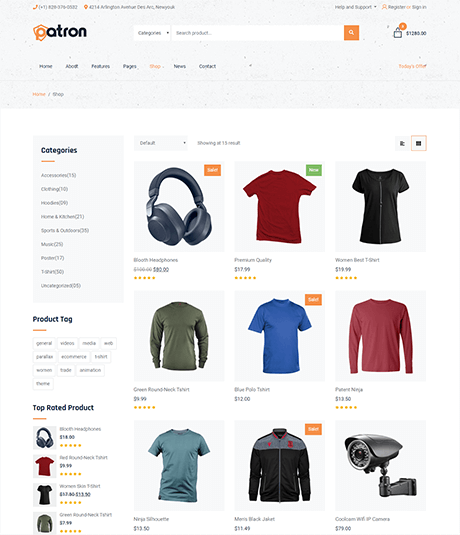 (+1) 828-376-0532
4214 Arlington Avenue Des Arc, Newyouk
Help and Support
Register or Sign in
Patron
Categories
Search product...
0
$1280.00
Home
About
Features
Pages
Shop
News
Contact
Today's Offer
Home / Shop
Categories
Accessories(15)
Clothing(10)
Hoodies(09)
Home & Kitchen(21)
Sports & Outdoors(35)
Music(25)
Poster(17)
T-Shirt(50)
Uncategorized(05)
Product Tag
general
videos
media
web
parallax
ecommerce
t-shirt
women
trade
animation
theme
Top Rated Product
Blooth Headphones
$18.00
Red Round-Neck Tshirt
$9.99
Women Skin T-Shirt
$17.50 $13.50
Green Round-Neck Tshirt
$7.99
Default
Showing all 15 result
Sale!
Blooth Headphones
$100.00 $80.00
New
Premium Quality
$17.99
Women Best T-Shirt
$19.99
Green Round-Neck Tshirt
$9.99
Sale!
Blue Polo Tshirt
$12.00
Patent Ninja
$13.50
Ninja Silhouette
$13.50
Sale!
Men's Black Jaket
$11.49
Coolcam Wifi IP Camera
$79.00